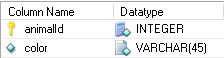 Column Name Datatype
animalId INTEGER
color VARCHAR(45)